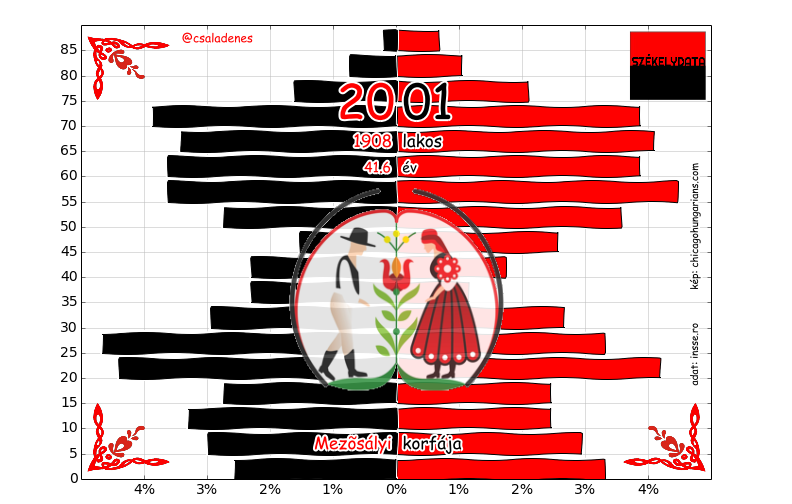 @csaladenes
SZÉKELYDATA
2001
1908 lakos
41,6 év
kép: chicagohungarians.com
adat: insse.ro
Mezősályi korfája
85
80
75
70
65
60
55
50
45
40
35
30
25
20
15
10
5
0
4% 3% 2% 1% 0% 1% 2% 3% 4%